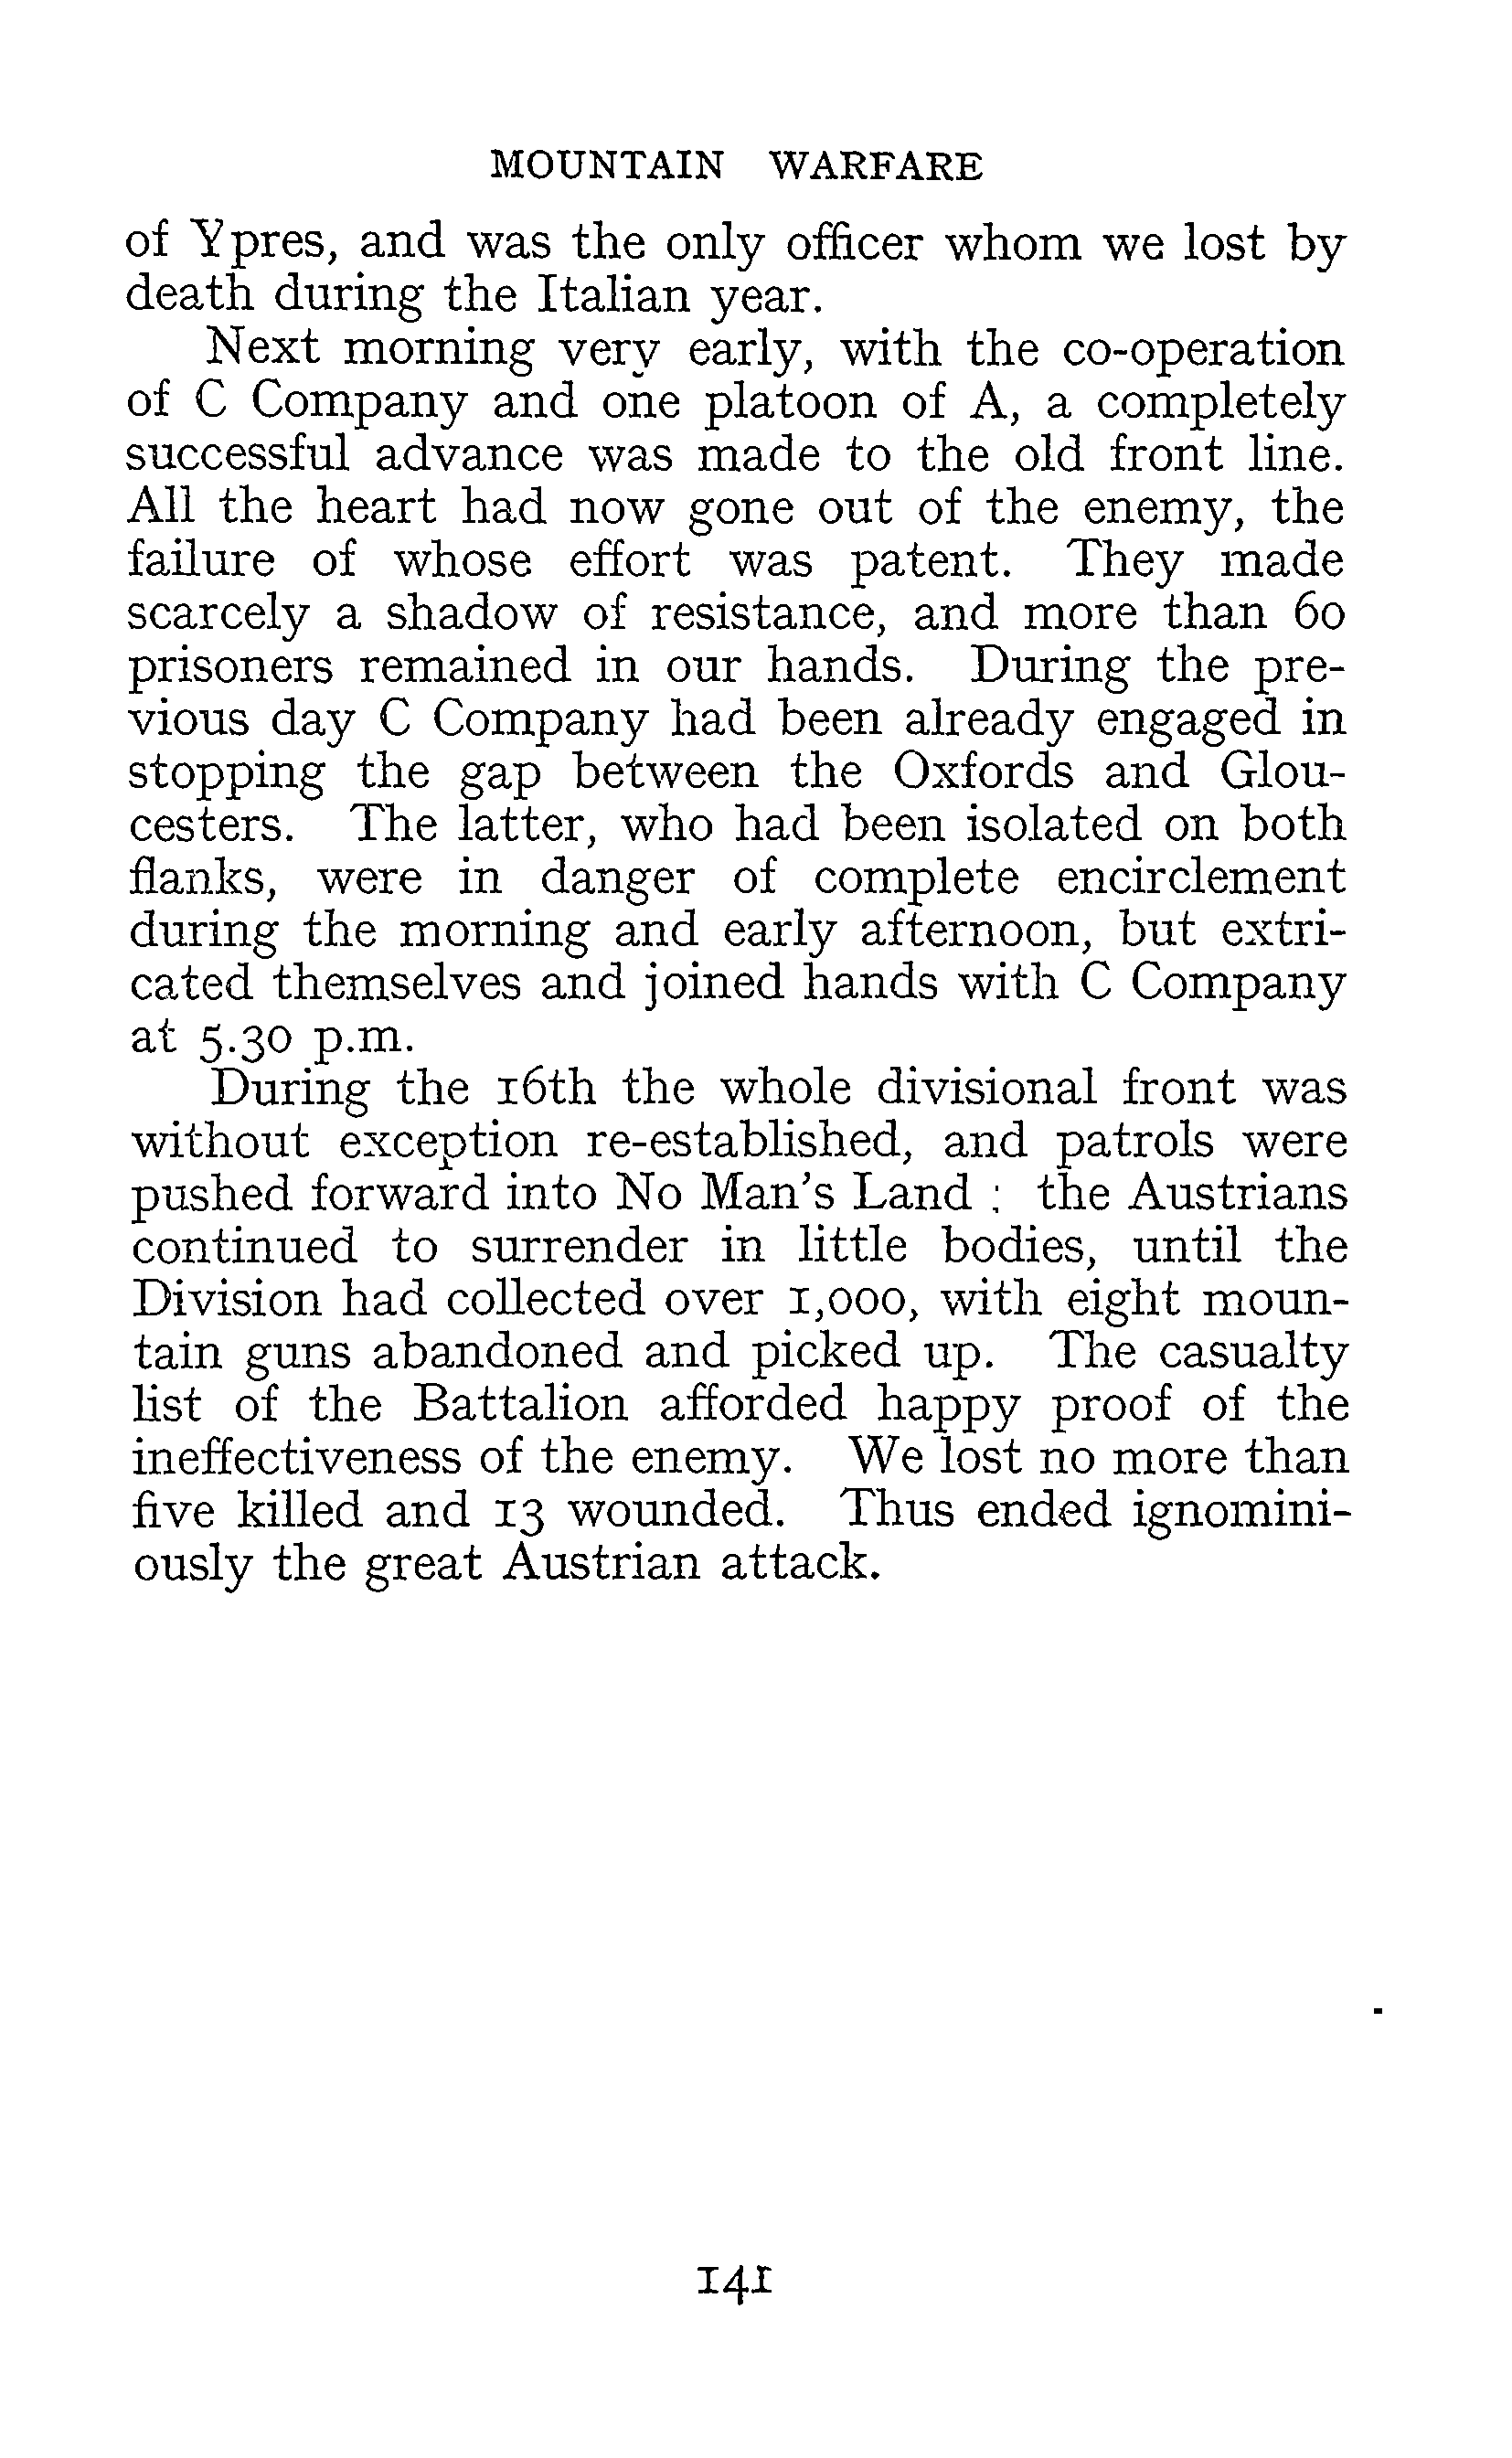 MOUNTAIN WARFARE
of Ypres, and was the only officer whom we lost by
death during the Italian year.
Next morning very early, with the co-operation
of C Company and one platoon of A, a completely
successful advance was made to the old front line.
All the heart had now gone out of the enemy, the
failure of whose effort was patent. They made
scarcely a shadow of resistance, and more than 60
prisoners remained in our hands. During the pre-
vious day C Company had been already engaged in
stopping the gap between the Oxfords and Glou-
cesters. The latter, who had been isolated on both
flanks, were in danger of complete encirclement
during the morning and early afternoon, but extri-
cated themselves and joined hands with C Company
at 5.30 p.m.
During the 16th the whole divisional front was
without exception re-established, and patrols were
pushed forward into No Man's Land ; the Austrians
continued to surrender in little bodies, until the
Division had collected over 1,000, with eight moun-
tain guns abandoned and picked up. The casualty
list of the Battalion afforded happy proof of the
ineffectiveness of the enemy. We lost no more than
five killed and 13 wounded. Thus ended ignomini-
ously the great Austrian attack.
141